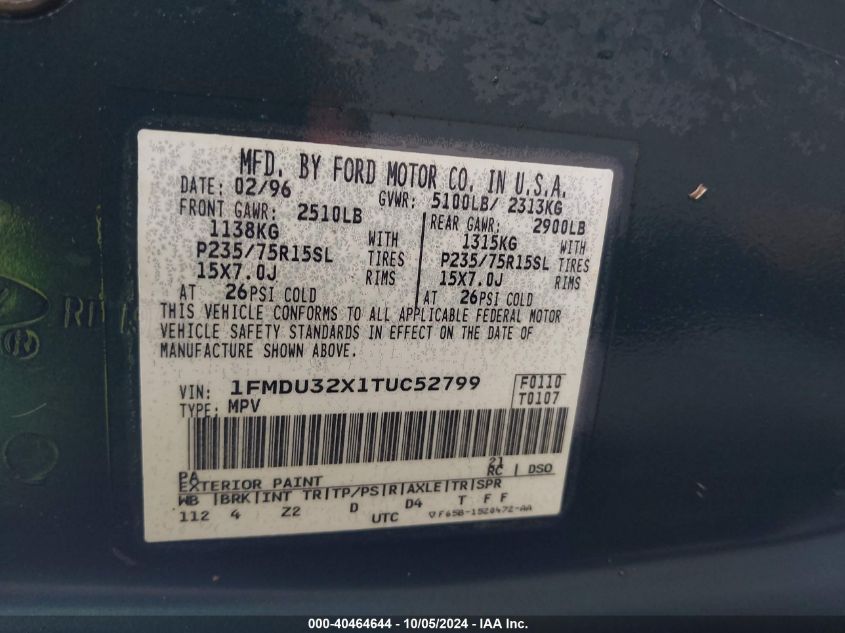 MFD. BY FORD MOTOR CO. IN U.S.A.
DATE: 02/96 GVWR: 5100LB/ 2313KG
FRONT GAWR: 2510LB REAR GAWR: 2900LB
1138KG WITH 1315KG WITH
P235/75R15SL TIRES P235/75R15SL TIRES
15X7.0J RIMS 15X7.0J RIMS
AT 26PSI COLD AT 26PSI COLD
THIS VEHICLE CONFORMS TO ALL APPLICABLE FEDERAL MOTOR
VEHICLE SAFETY STANDARDS IN EFFECT ON THE DATE OF
MANUFACTURE SHOWN ABOVE.
VIN: 1FMDU32X1TUC52799 F0110
TYPE: MPV T0107
21
PA RC | DSO
EXTERIOR PAINT
WB |BRK|INT TR|TP/PS|R|AXLE|TR|SPR
112 4 Z2 D D4 T F F
UTC ▽F65B-1520472-AA
®
000-40464644 - 10/05/2024 - IAA Inc.